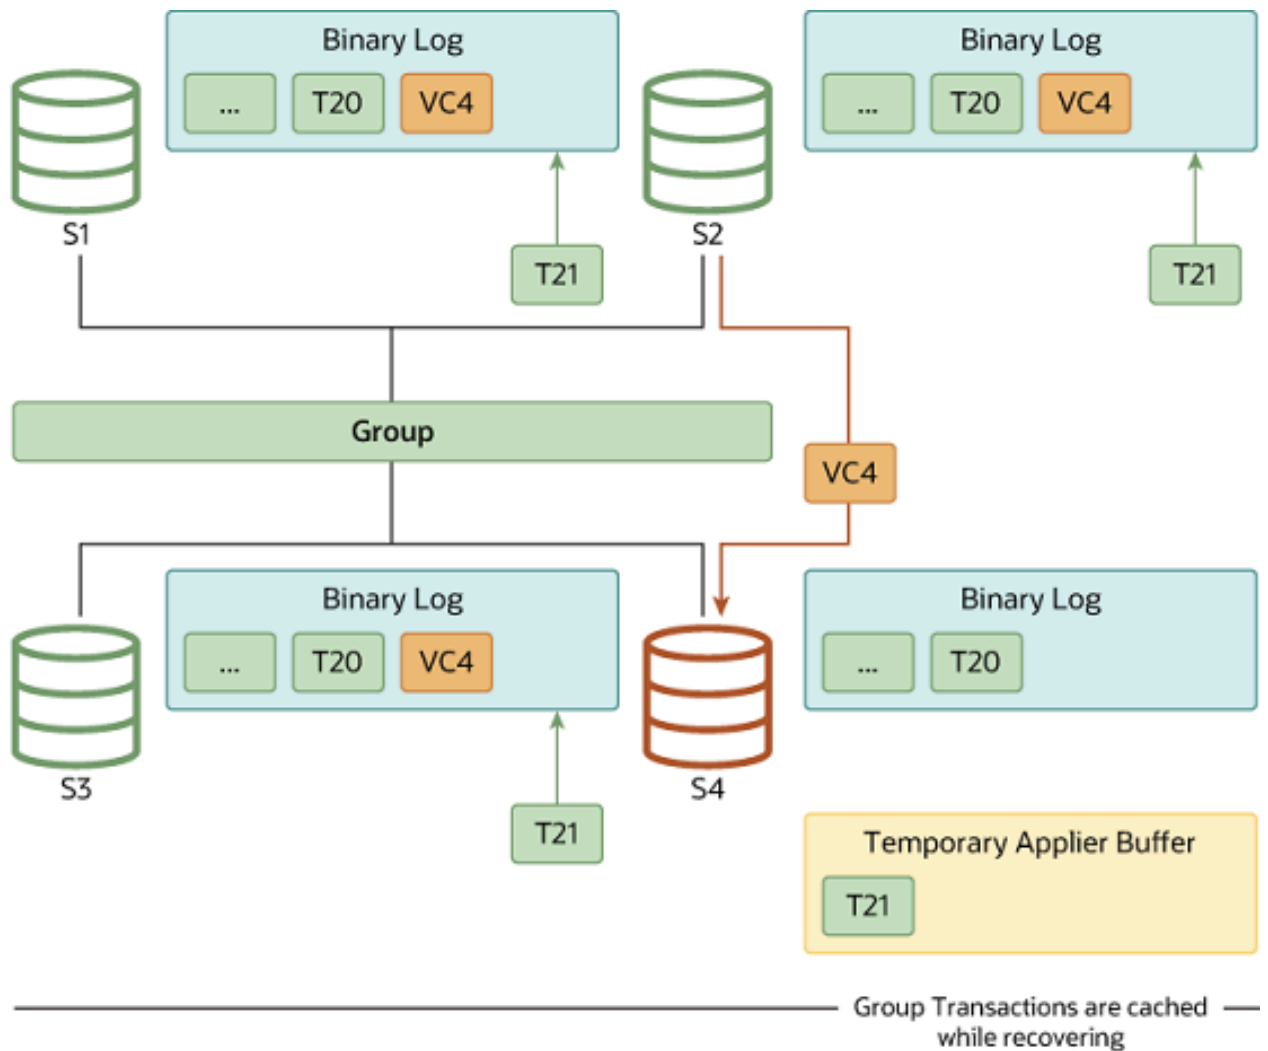 Binary Log
... T20 VC4
S1
T21
Binary Log
... T20 VC4
S2
T21
Group
VC4
Binary Log
... T20 VC4
S3
T21
Binary Log
... T20
S4
Temporary Applier Buffer
T21
Group Transactions are cached
while recovering